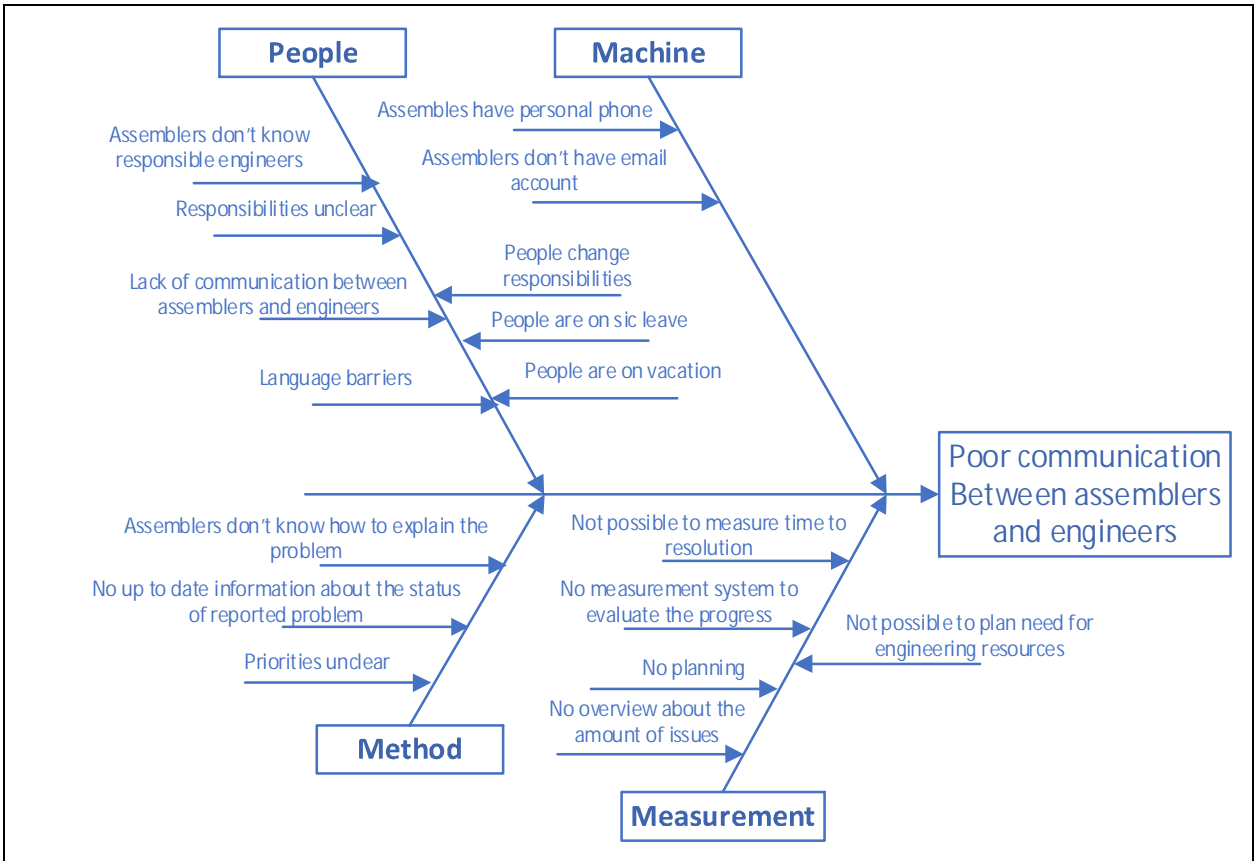 People
Machine
Assembles have personal phone
Assemblers don't know
responsible engineers
Assemblers don't have email
account
Responsibilities unclear
People change
responsibilities
Lack of communication between
assemblers and engineers
People are on sic leave
People are on vacation
Language barriers
Poor communication
Between assemblers
and engineers
Assemblers don't know how to explain the
problem
Not possible to measure time to
resolution
No up to date information about the status
of reported problem
No measurement system to
evaluate the progress
Not possible to plan need for
engineering resources
Priorities unclear
No planning
No overview about the
amount of issues
Method
Measurement